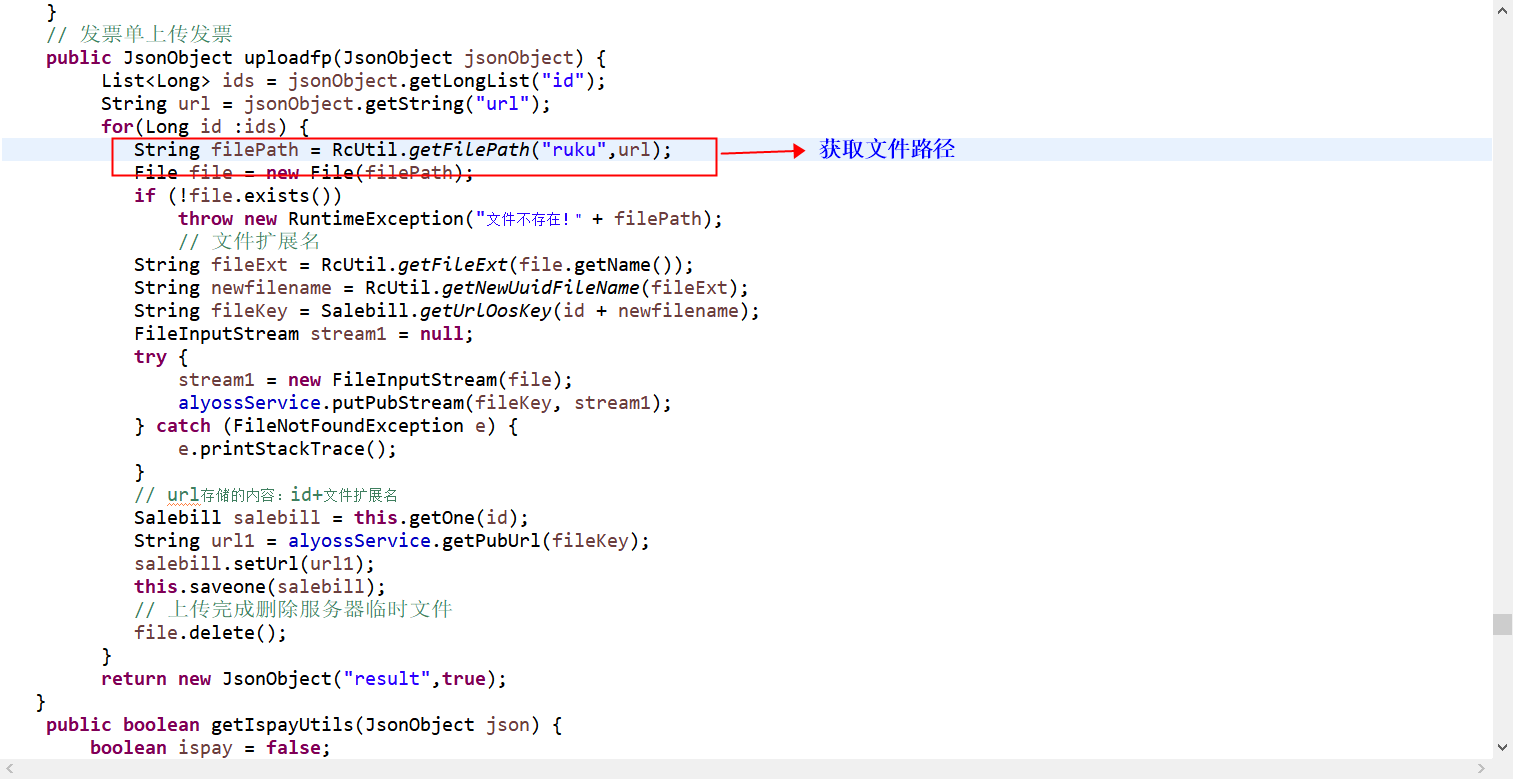 }
// 发票单上传发票
public JsonObject uploadfp(JsonObject jsonObject) {
List<Long> ids = jsonObject.getLongList("id");
String url = jsonObject.getString("url");
for(Long id :ids) {
String filePath = RcUtil.getFilePath("ruku",url);
获取文件路径
File file = new File(filePath);
if (!file.exists())
throw new RuntimeException("文件不存在!" + filePath);
// 文件扩展名
String fileExt = RcUtil.getFileExt(file.getName());
String newfilename = RcUtil.getNewUuidFileName(fileExt);
String fileKey = Salebill.getUrlOosKey(id + newfilename);
FileInputStream stream1 = null;
try {
stream1 = new FileInputStream(file);
alyossService.putPubStream(fileKey, stream1);
} catch (FileNotFoundException e) {
e.printStackTrace();
}
// url存储的内容：id+文件扩展名
Salebill salebill = this.getOne(id);
String url1 = alyossService.getPubUrl(fileKey);
salebill.setUrl(url1);
this.saveone(salebill);
// 上传完成删除服务器临时文件
file.delete();
}
return new JsonObject("result",true);
}
public boolean getIspayUtils(JsonObject json) {
boolean ispay = false;